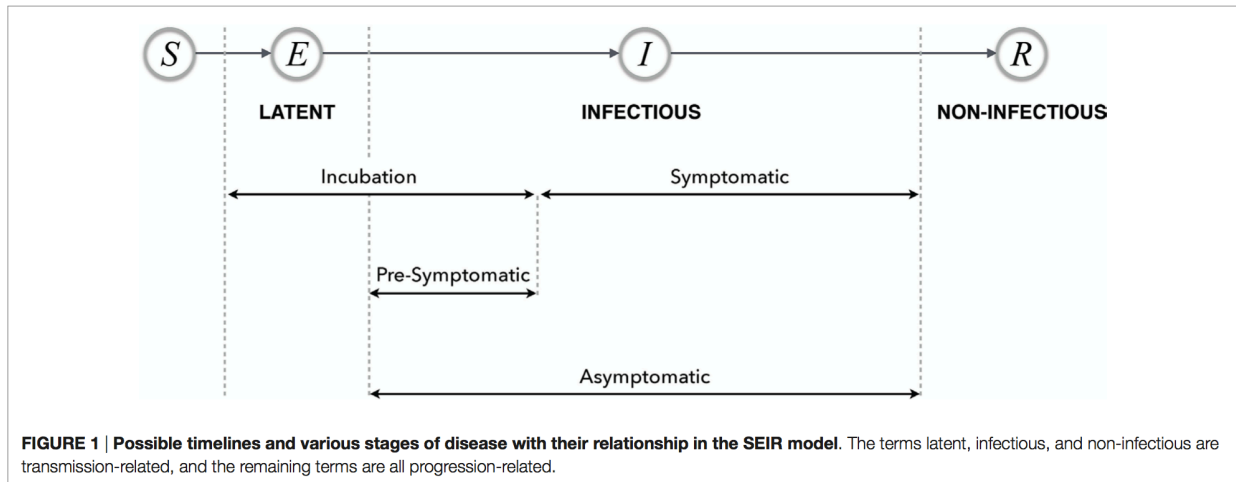 S E I R
LATENT INFECTIOUS NON-INFECTIOUS
Incubation Symptomatic
Pre-Symptomatic
Asymptomatic
FIGURE 1 | Possible timelines and various stages of disease with their relationship in the SEIR model. The terms latent, infectious, and non-infectious are
transmission-related, and the remaining terms are all progression-related.